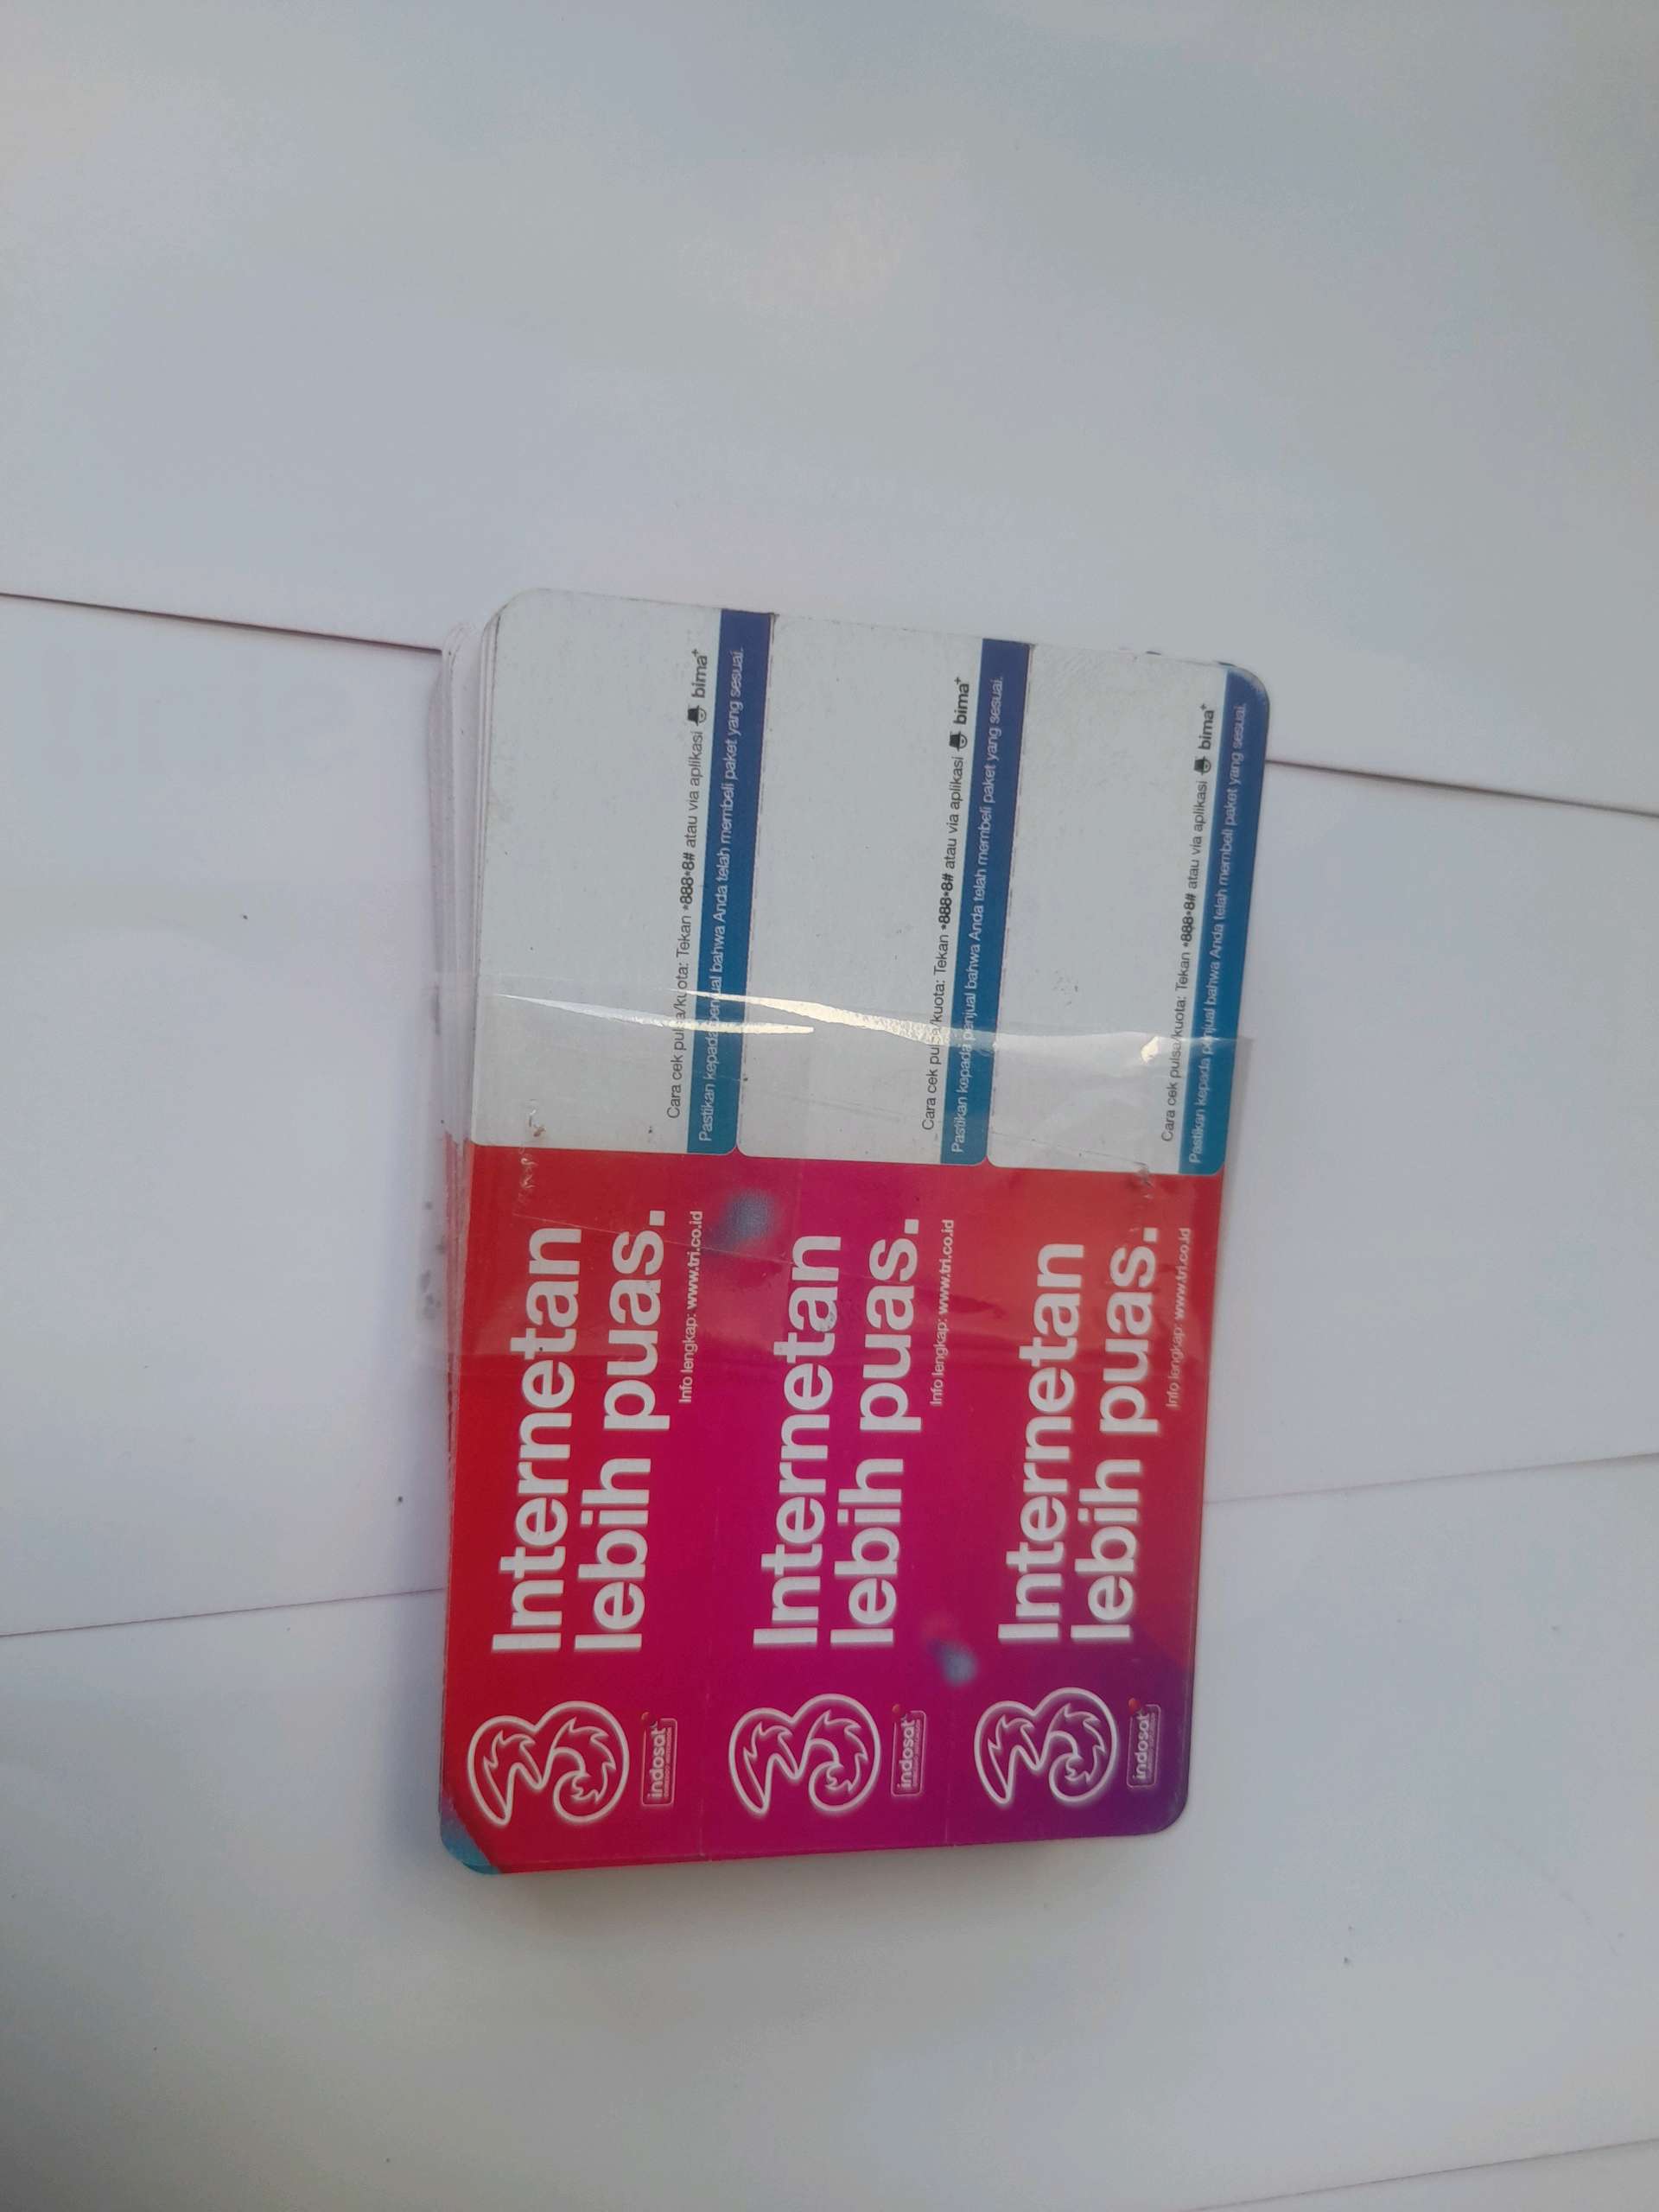 Internetan
lebih puas.
Info lengkap: www.tri.co.id
3
indosat
Cara cek pulsa/kuota: Tekan *888*8# atau via aplikasi bima+
Pastikan kepada penjual bahwa Anda telah membeli paket yang sesuai.
Internetan
lebih puas.
Info lengkap: www.tri.co.id
3
indosat
Cara cek pulsa/kuota: Tekan *888*8# atau via aplikasi bima+
Pastikan kepada penjual bahwa Anda telah membeli paket yang sesuai.
Internetan
lebih puas.
Info lengkap: www.tri.co.id
3
indosat
Cara cek pulsa/kuota: Tekan *888*8# atau via aplikasi bima+
Pastikan kepada penjual bahwa Anda telah membeli paket yang sesuai.